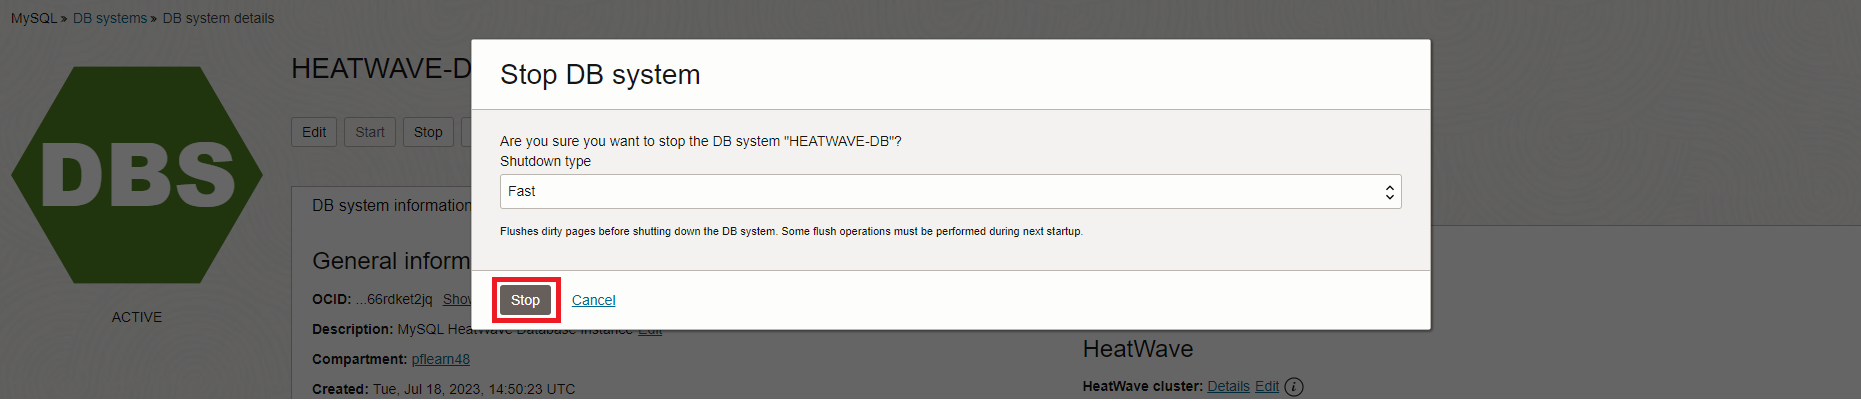 MySQL » DB systems » DB system details
HEATWAVE-D
Edit Start Stop
DBS
ACTIVE
DB system information
General inform
OCID: ...66rdket2jq Show
Description: MySQL HeatWave Database Instance Edit
Compartment: pflearn48
Created: Tue, Jul 18, 2023, 14:50:23 UTC
Stop DB system
Are you sure you want to stop the DB system "HEATWAVE-DB"?
Shutdown type
Fast
Flushes dirty pages before shutting down the DB system. Some flush operations must be performed during next startup.
Stop Cancel
HeatWave
HeatWave cluster: Details Edit i